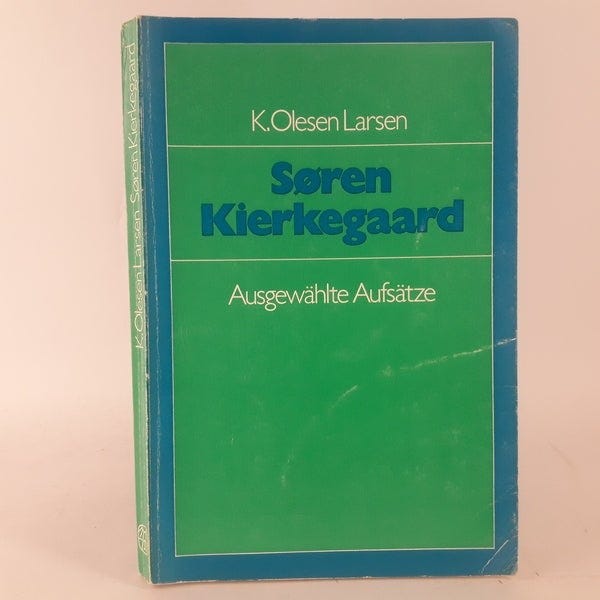 K. Olesen Larsen
Søren
Kierkegaard
Ausgewählte Aufsätze
K. Olesen Larsen Søren Kierkegaard